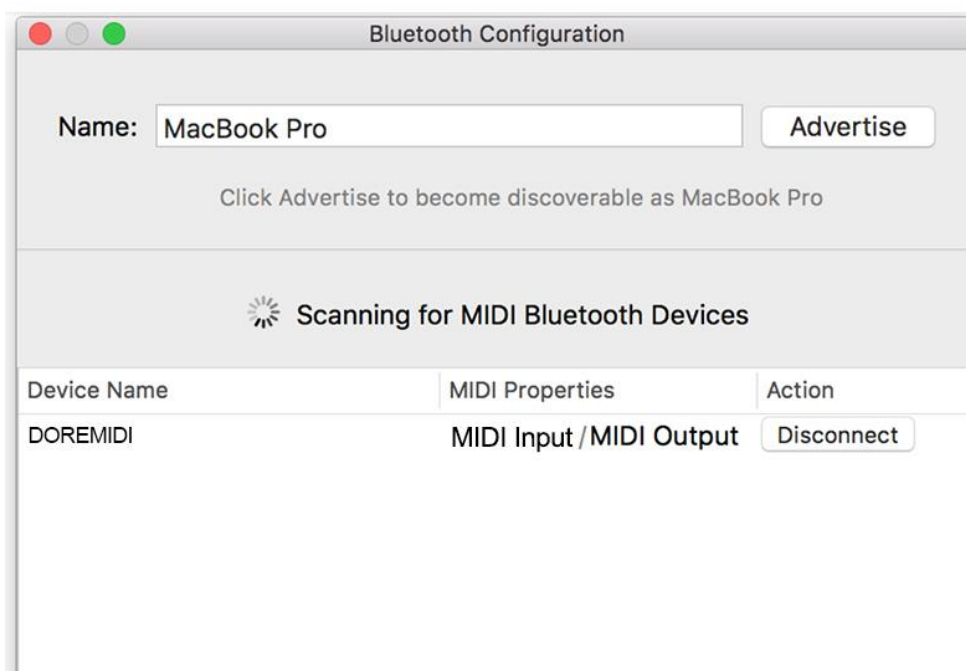 Bluetooth Configuration
Name: MacBook Pro Advertise
Click Advertise to become discoverable as MacBook Pro
Scanning for MIDI Bluetooth Devices
Device Name MIDI Properties Action
DOREMIDI MIDI Input / MIDI Output Disconnect